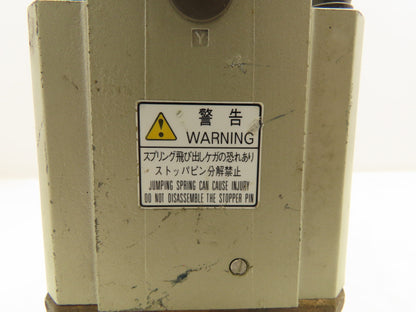 Y
警告
WARNING
スプリング飛び出しケガの恐れあり
ストッパピン分解禁止
JUMPING SPRING CAN CAUSE INJURY
DO NOT DISASSEMBLE THE STOPPER PIN